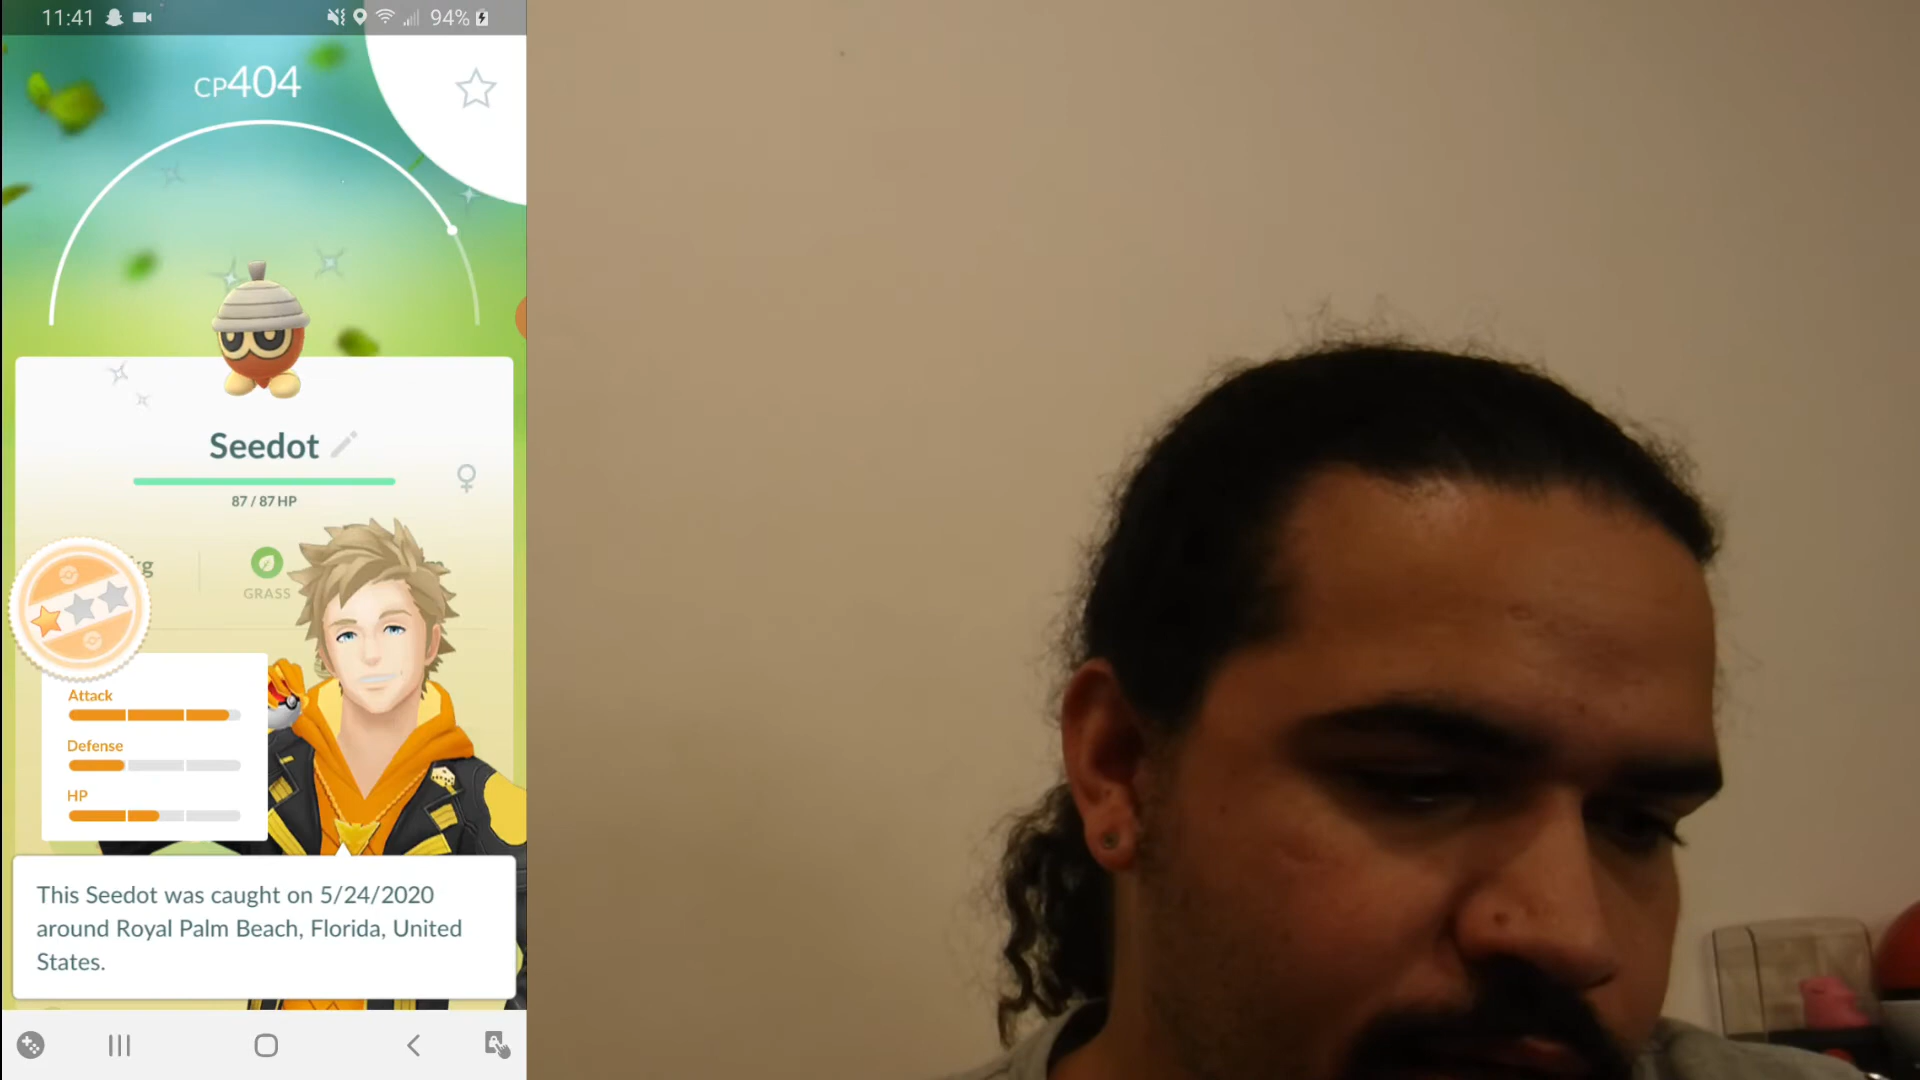 11:41
94%
CP404
Seedot
87 / 87 HP
kg
GRASS
m
Attack
Defense
HP
This Seedot was caught on 5/24/2020
around Royal Palm Beach, Florida, United
States.